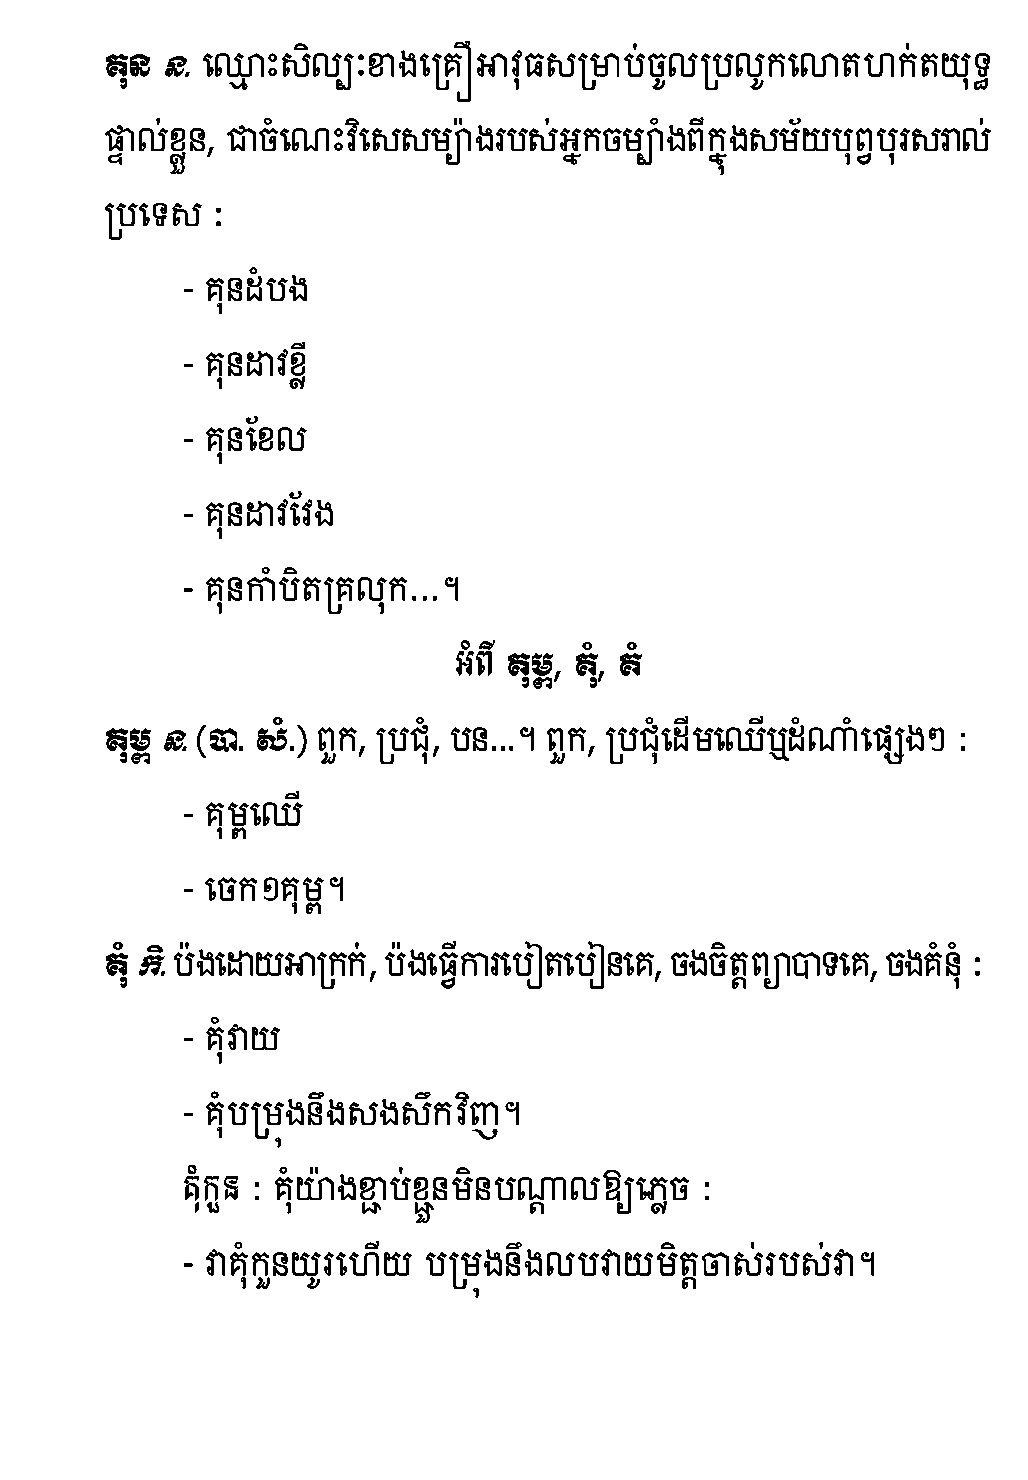 គុន ន. ឈ្មោះសិល្បៈខាងគ្រឿអាវុធសម្រាប់ចូលប្រលូកលោតហក់តយុទ្ធ
ផ្ទាល់ខ្លួន, ជាចំណេះវិសេសម្យ៉ាងរបស់អ្នកចម្បាំងពីក្នុងសម័យបុព្វបុរសរាល់
ប្រទេស :
- គុនដំបង
- គុនដាវខ្លី
- គុនខែល
- គុនដាវវែង
- គុនកាំបិតគ្រលុក...។
អំពី គុម្ព, គុំ, គំ
គុម្ព ន. (បា. សំ.) ពួក, ប្រជុំ, បន...។ ពួក, ប្រជុំដើមឈើឬដំណាំផ្សេងៗ :
- គុម្ពឈើ
- ចេក១គុម្ព។
គុំ កិ. ប៉ងដោយអាក្រក់, ប៉ងធ្វើការបៀតបៀនគេ, ចងចិត្តព្យាបាទគេ, ចងគំនុំ :
- គុំវាយ
- គុំបម្រុងនឹងសងសឹកវិញ។
គុំកួន : គុំយ៉ាងខ្ជាប់ខ្ជួនមិនបណ្តាលឱ្យភ្លេច :
- វាគុំកួនយូរហើយ បម្រុងនឹងលបវាយមិត្តចាស់របស់វា។